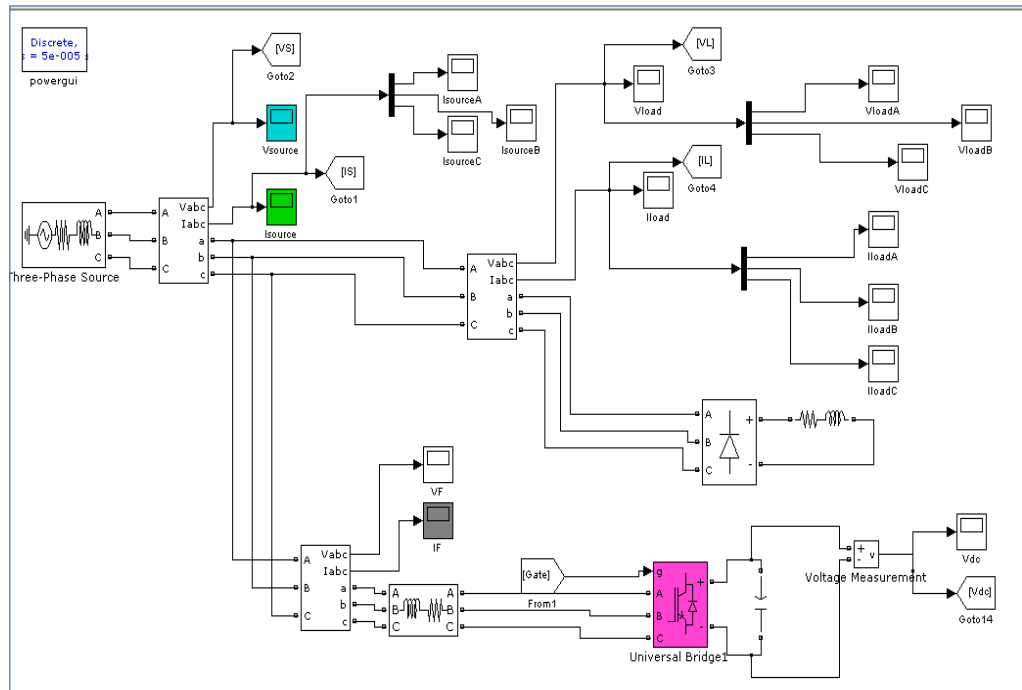 Discrete,
s = 5e-005 s
powergui
[VS]
Goto2
Vsource
IsourceA
IsourceC
IsourceB
[IS]
Goto1
Isource
[VL]
Goto3
Vload
VloadA
VloadB
VloadC
[IL]
Goto4
Iload
IloadA
IloadB
IloadC
A
B
C
Three-Phase Source
A
B
C
Vabc
Iabc
a
b
c
A
B
C
Vabc
Iabc
a
b
c
A
B
C
+
-
VF
IF
A
B
C
Vabc
Iabc
a
b
c
A A
B B
C C
[Gate]
From1
g
A
B
C
+
-
Universal Bridge1
+
-
v
Voltage Measurement
Vdc
[Vdc]
Goto14